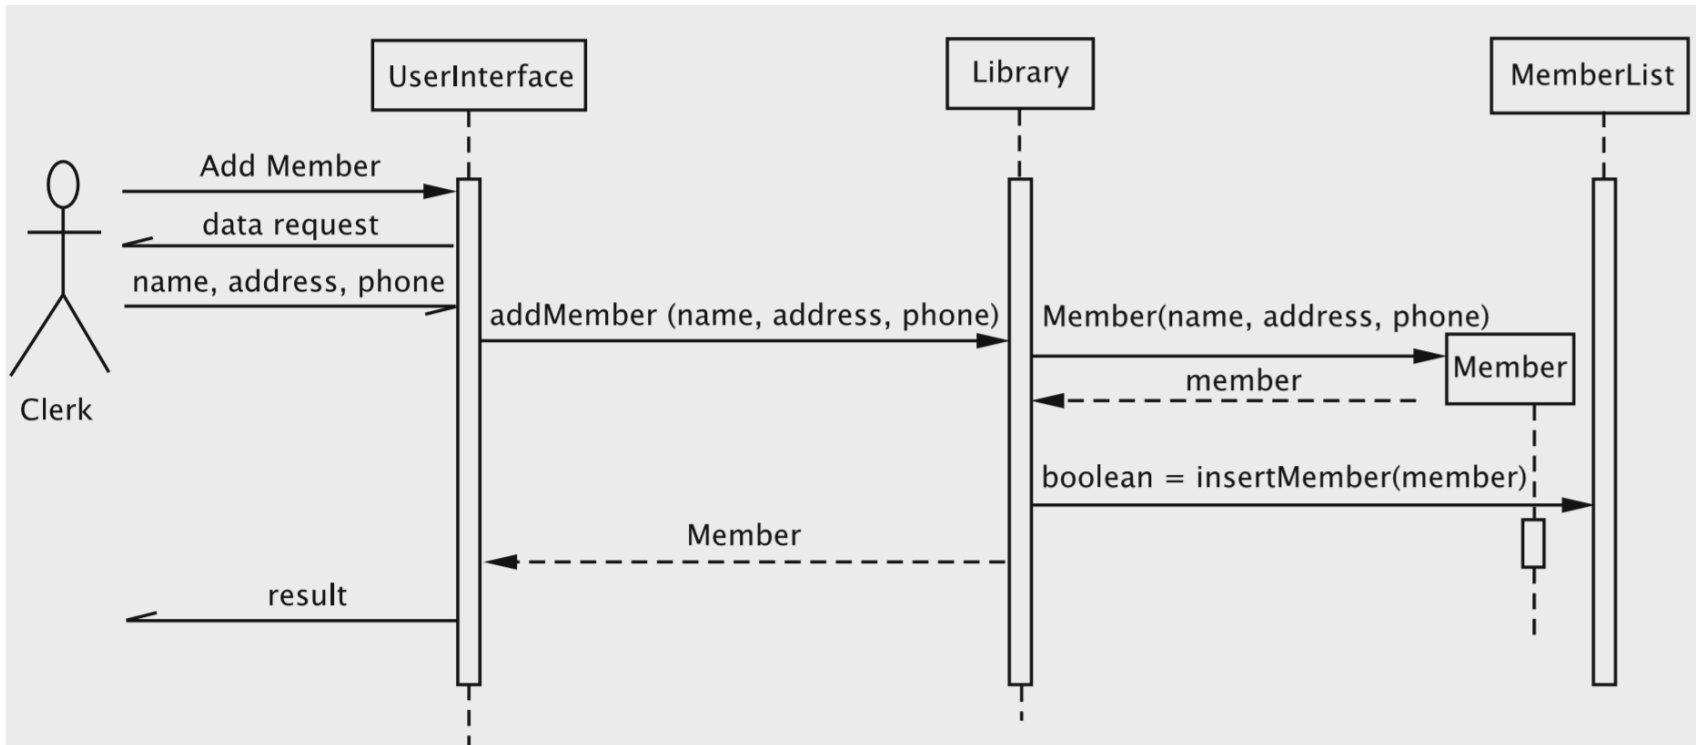 UserInterface
Library
MemberList
Add Member
data request
name, address, phone
addMember (name, address, phone)
Member(name, address, phone)
Member
member
Clerk
boolean = insertMember(member)
Member
result